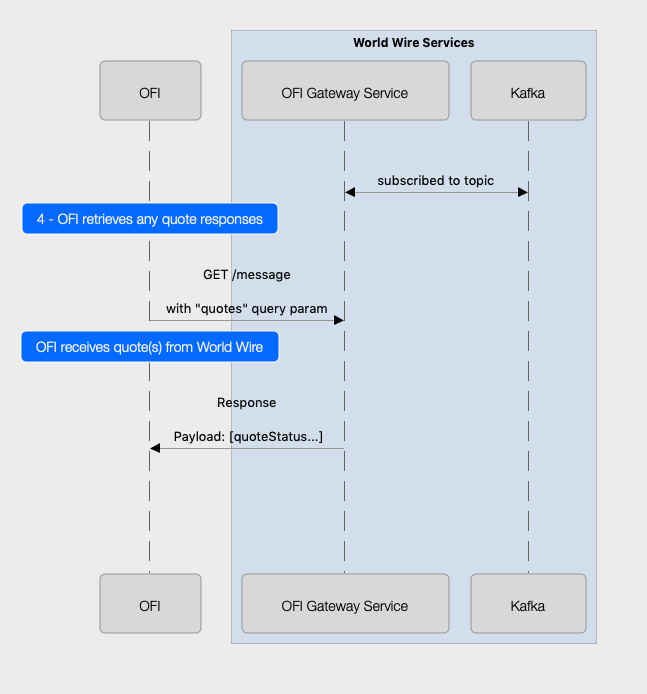 World Wire Services
OFI
OFI Gateway Service
Kafka
subscribed to topic
4 - OFI retrieves any quote responses
GET /message
with "quotes" query param
OFI receives quote(s) from World Wire
Response
Payload: [quoteStatus...]
OFI
OFI Gateway Service
Kafka